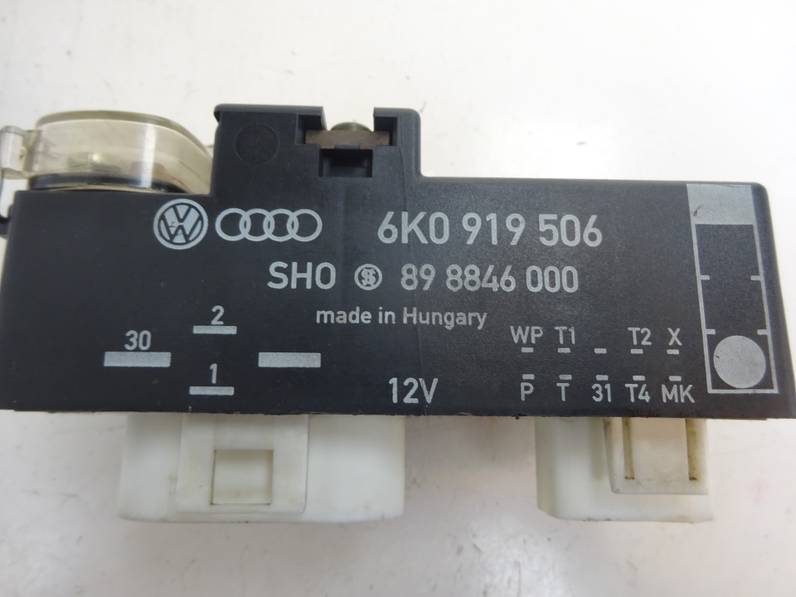 6K0 919 506
SHO 89 8846 000
made in Hungary
30
2
1
12V
WP T1 T2 X
P T 31 T4 MK